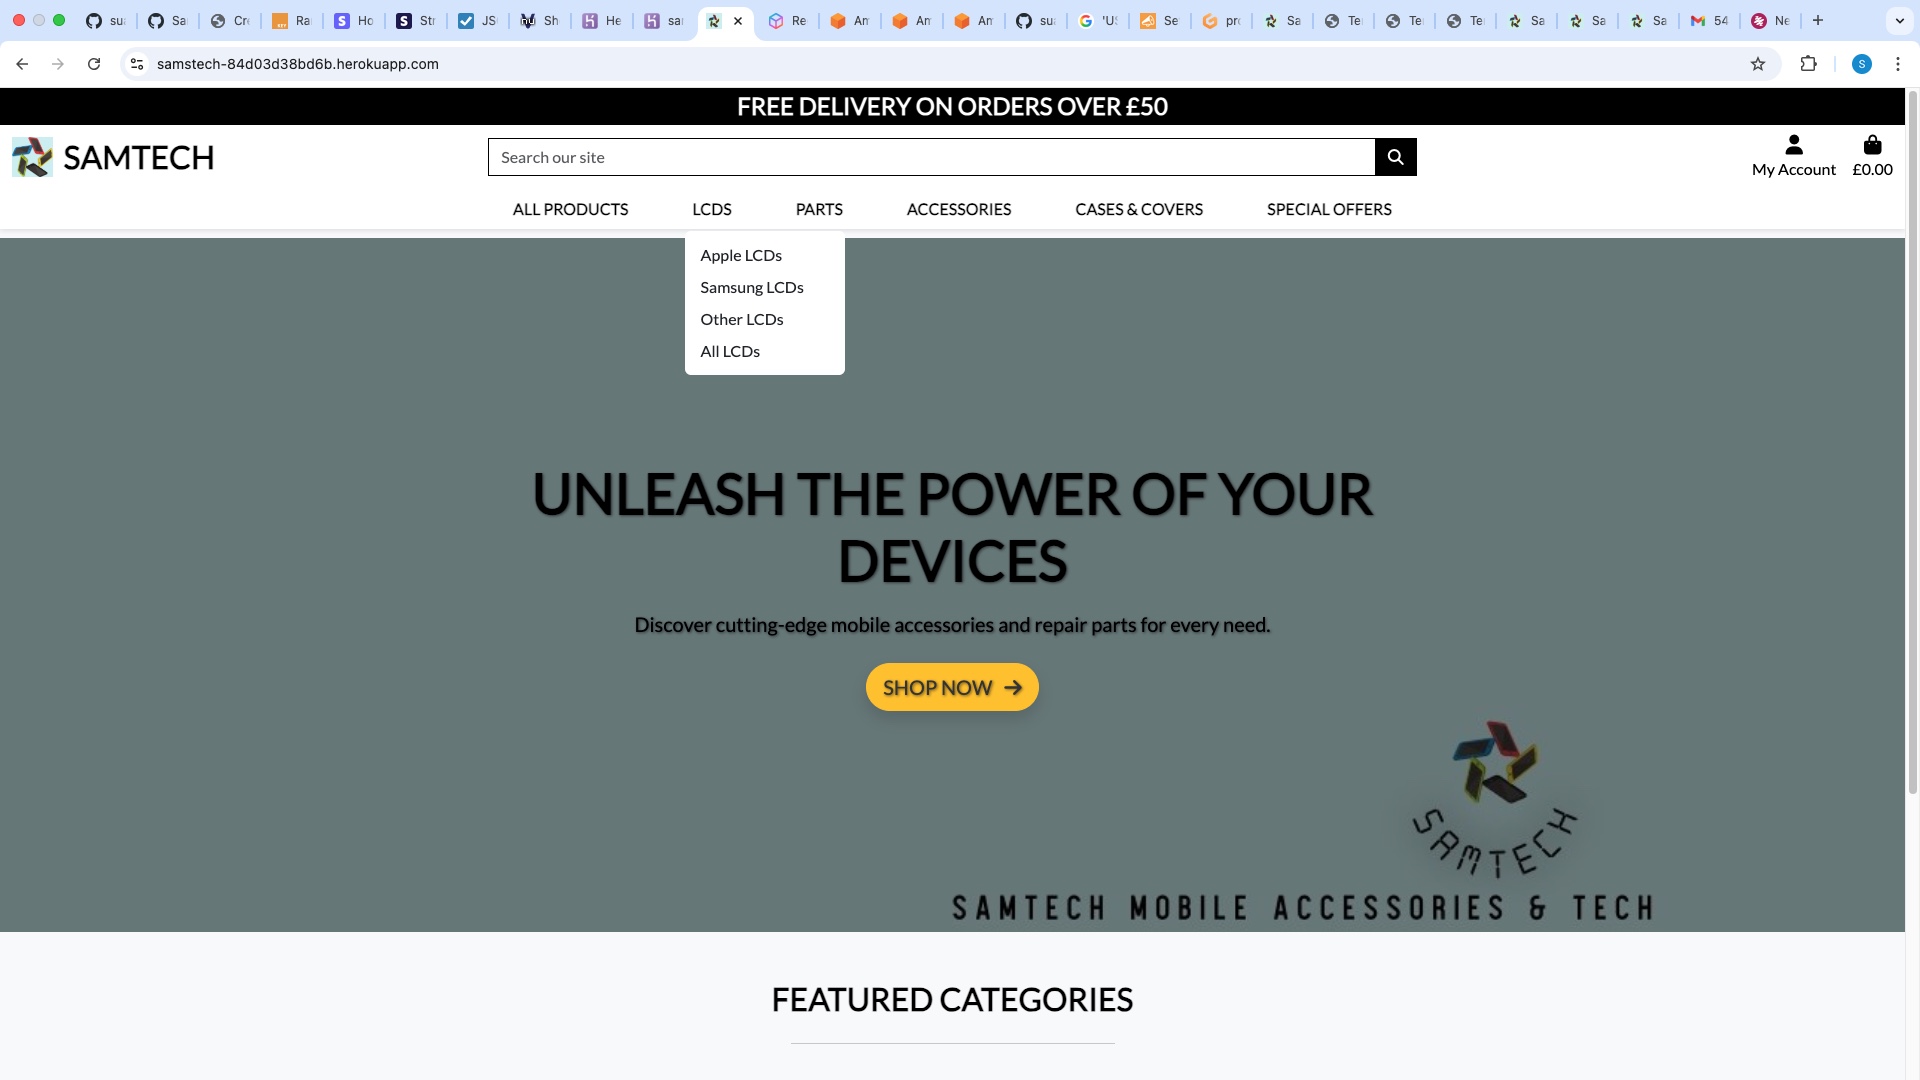 su
Sa
Cr
Ra
Ho
Str
JS
Sh
He
sa
Re
An
An
An
su
'U
Se
pr
Sa
Te
Te
Te
Sa
Sa
Sa
54
Ne
samstech-84d03d38bd6b.herokuapp.com
S
FREE DELIVERY ON ORDERS OVER £50
SAMTECH
Search our site
My Account
£0.00
ALL PRODUCTS
LCDS
PARTS
ACCESSORIES
CASES & COVERS
SPECIAL OFFERS
Apple LCDs
Samsung LCDs
Other LCDs
All LCDs
UNLEASH THE POWER OF YOUR
DEVICES
Discover cutting-edge mobile accessories and repair parts for every need.
SHOP NOW
SAMTECH
SAMTECH MOBILE ACCESSORIES & TECH
FEATURED CATEGORIES